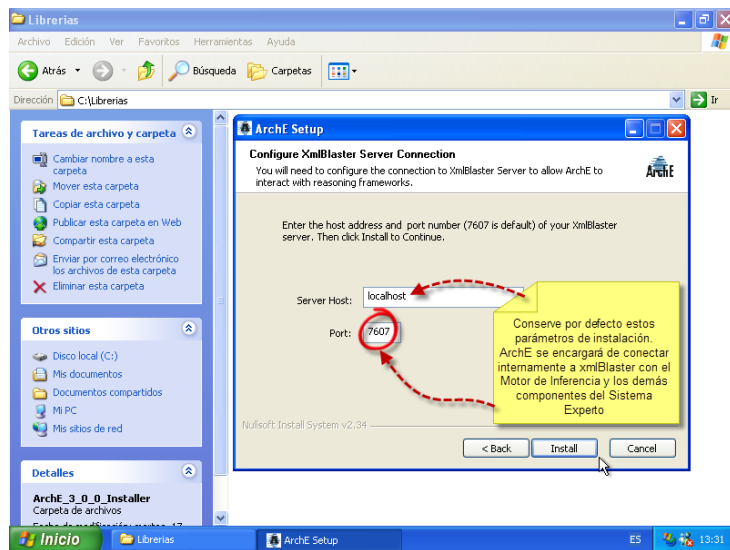 Librerias
Archivo Edición Ver Favoritos Herramientas Ayuda
Atrás Búsqueda Carpetas
Dirección C:\Librerias Ir
Tareas de archivo y carpeta
Cambiar nombre a esta
carpeta
Mover esta carpeta
Copiar esta carpeta
Publicar esta carpeta en Web
Compartir esta carpeta
Enviar por correo electrónico
los archivos de esta carpeta
Eliminar esta carpeta
Otros sitios
Disco local (C:)
Mis documentos
Documentos compartidos
Mi PC
Mis sitios de red
Detalles
ArchE_3_0_0_Installer
Carpeta de archivos
Fecha de modificación: martes, 17
ArchE Setup
Configure XmlBlaster Server Connection
You will need to configure the connection to XmlBlaster Server to allow ArchE to
interact with reasoning frameworks.
ArchE
Enter the host address and port number (7607 is default) of your XmlBlaster
server. Then click Install to Continue.
Server Host: localhost
Port: 7607
Conserve por defecto estos
parámetros de instalación.
ArchE se encargará de conectar
internamente a xmlBlaster con el
Motor de Inferencia y los demás
componentes del Sistema
Experto
Nullsoft Install System v2.34
< Back Install Cancel
Inicio Librerias ArchE Setup ES 13:31